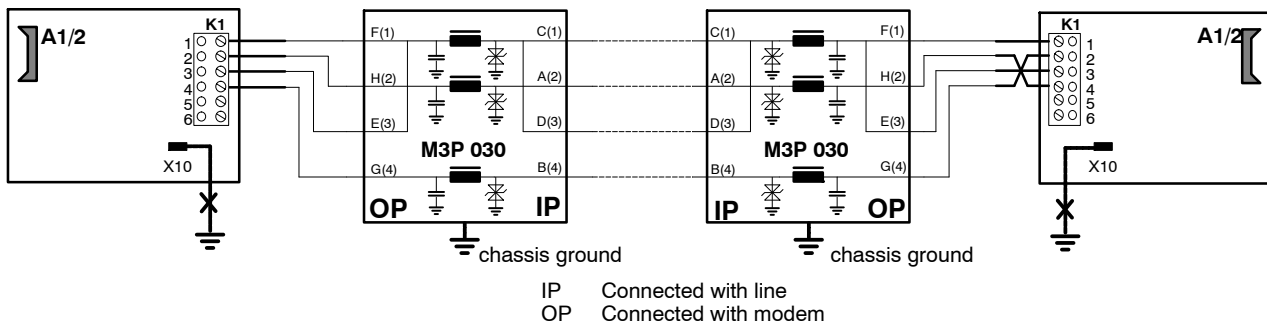 A1/2
K1
1
2
3
4
5
6
X10
F(1)
H(2)
E(3)
G(4)
C(1)
A(2)
D(3)
B(4)
M3P 030
OP
IP
chassis ground
C(1)
A(2)
D(3)
B(4)
F(1)
H(2)
E(3)
G(4)
M3P 030
IP
OP
chassis ground
K1
A1/2
1
2
3
4
5
6
X10
IP Connected with line
OP Connected with modem